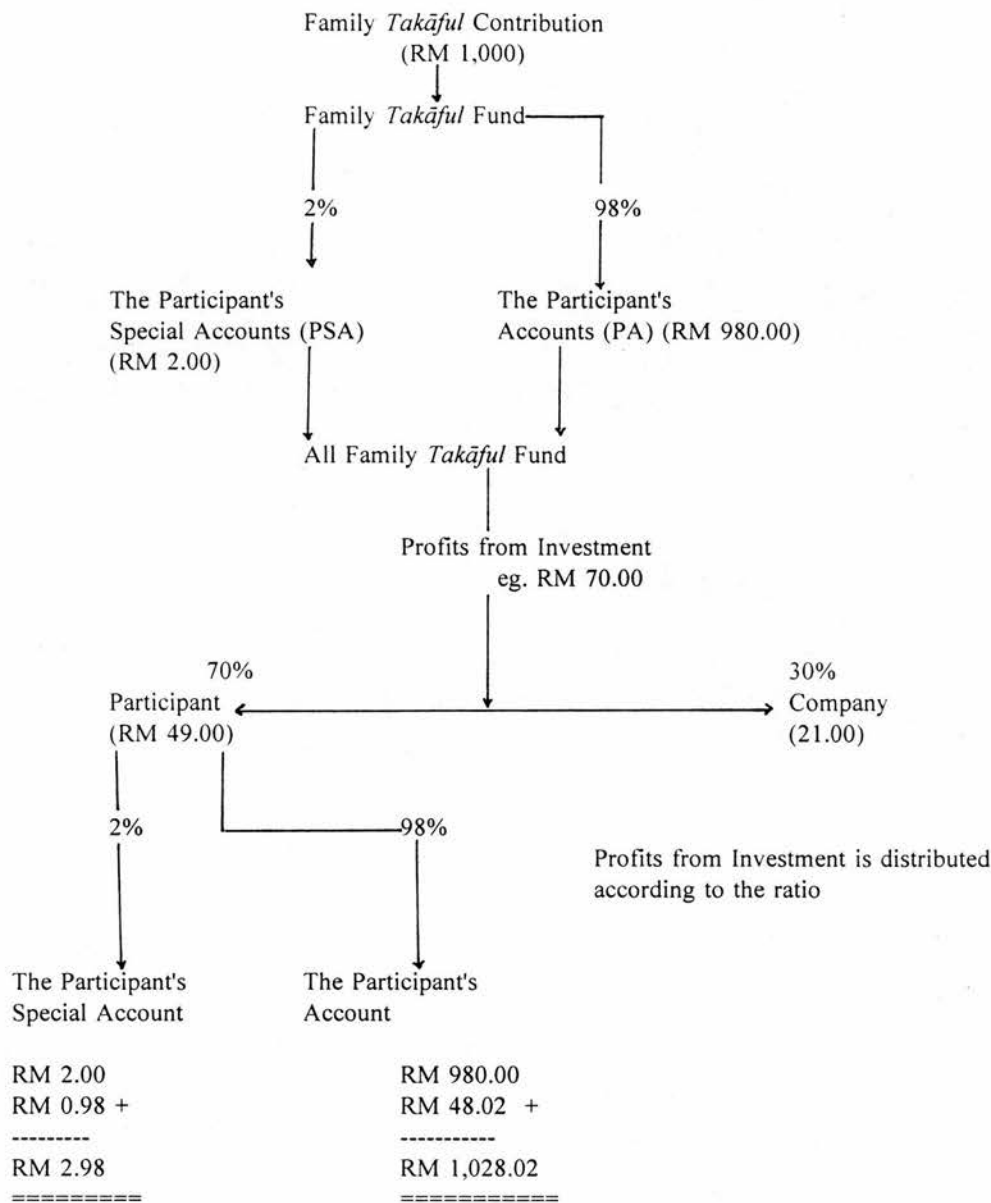 Family Takāful Contribution
(RM 1,000)
Family Takāful Fund
2%
98%
The Participant's
Special Accounts (PSA)
(RM 2.00)
The Participant's
Accounts (PA) (RM 980.00)
All Family Takāful Fund
Profits from Investment
eg. RM 70.00
70%
Participant
(RM 49.00)
30%
Company
(21.00)
2%
98%
Profits from Investment is distributed
according to the ratio
The Participant's
Special Account
The Participant's
Account
RM 2.00
RM 0.98 +
---------
RM 2.98
=========
RM 980.00
RM 48.02 +
-----------
RM 1,028.02
===========